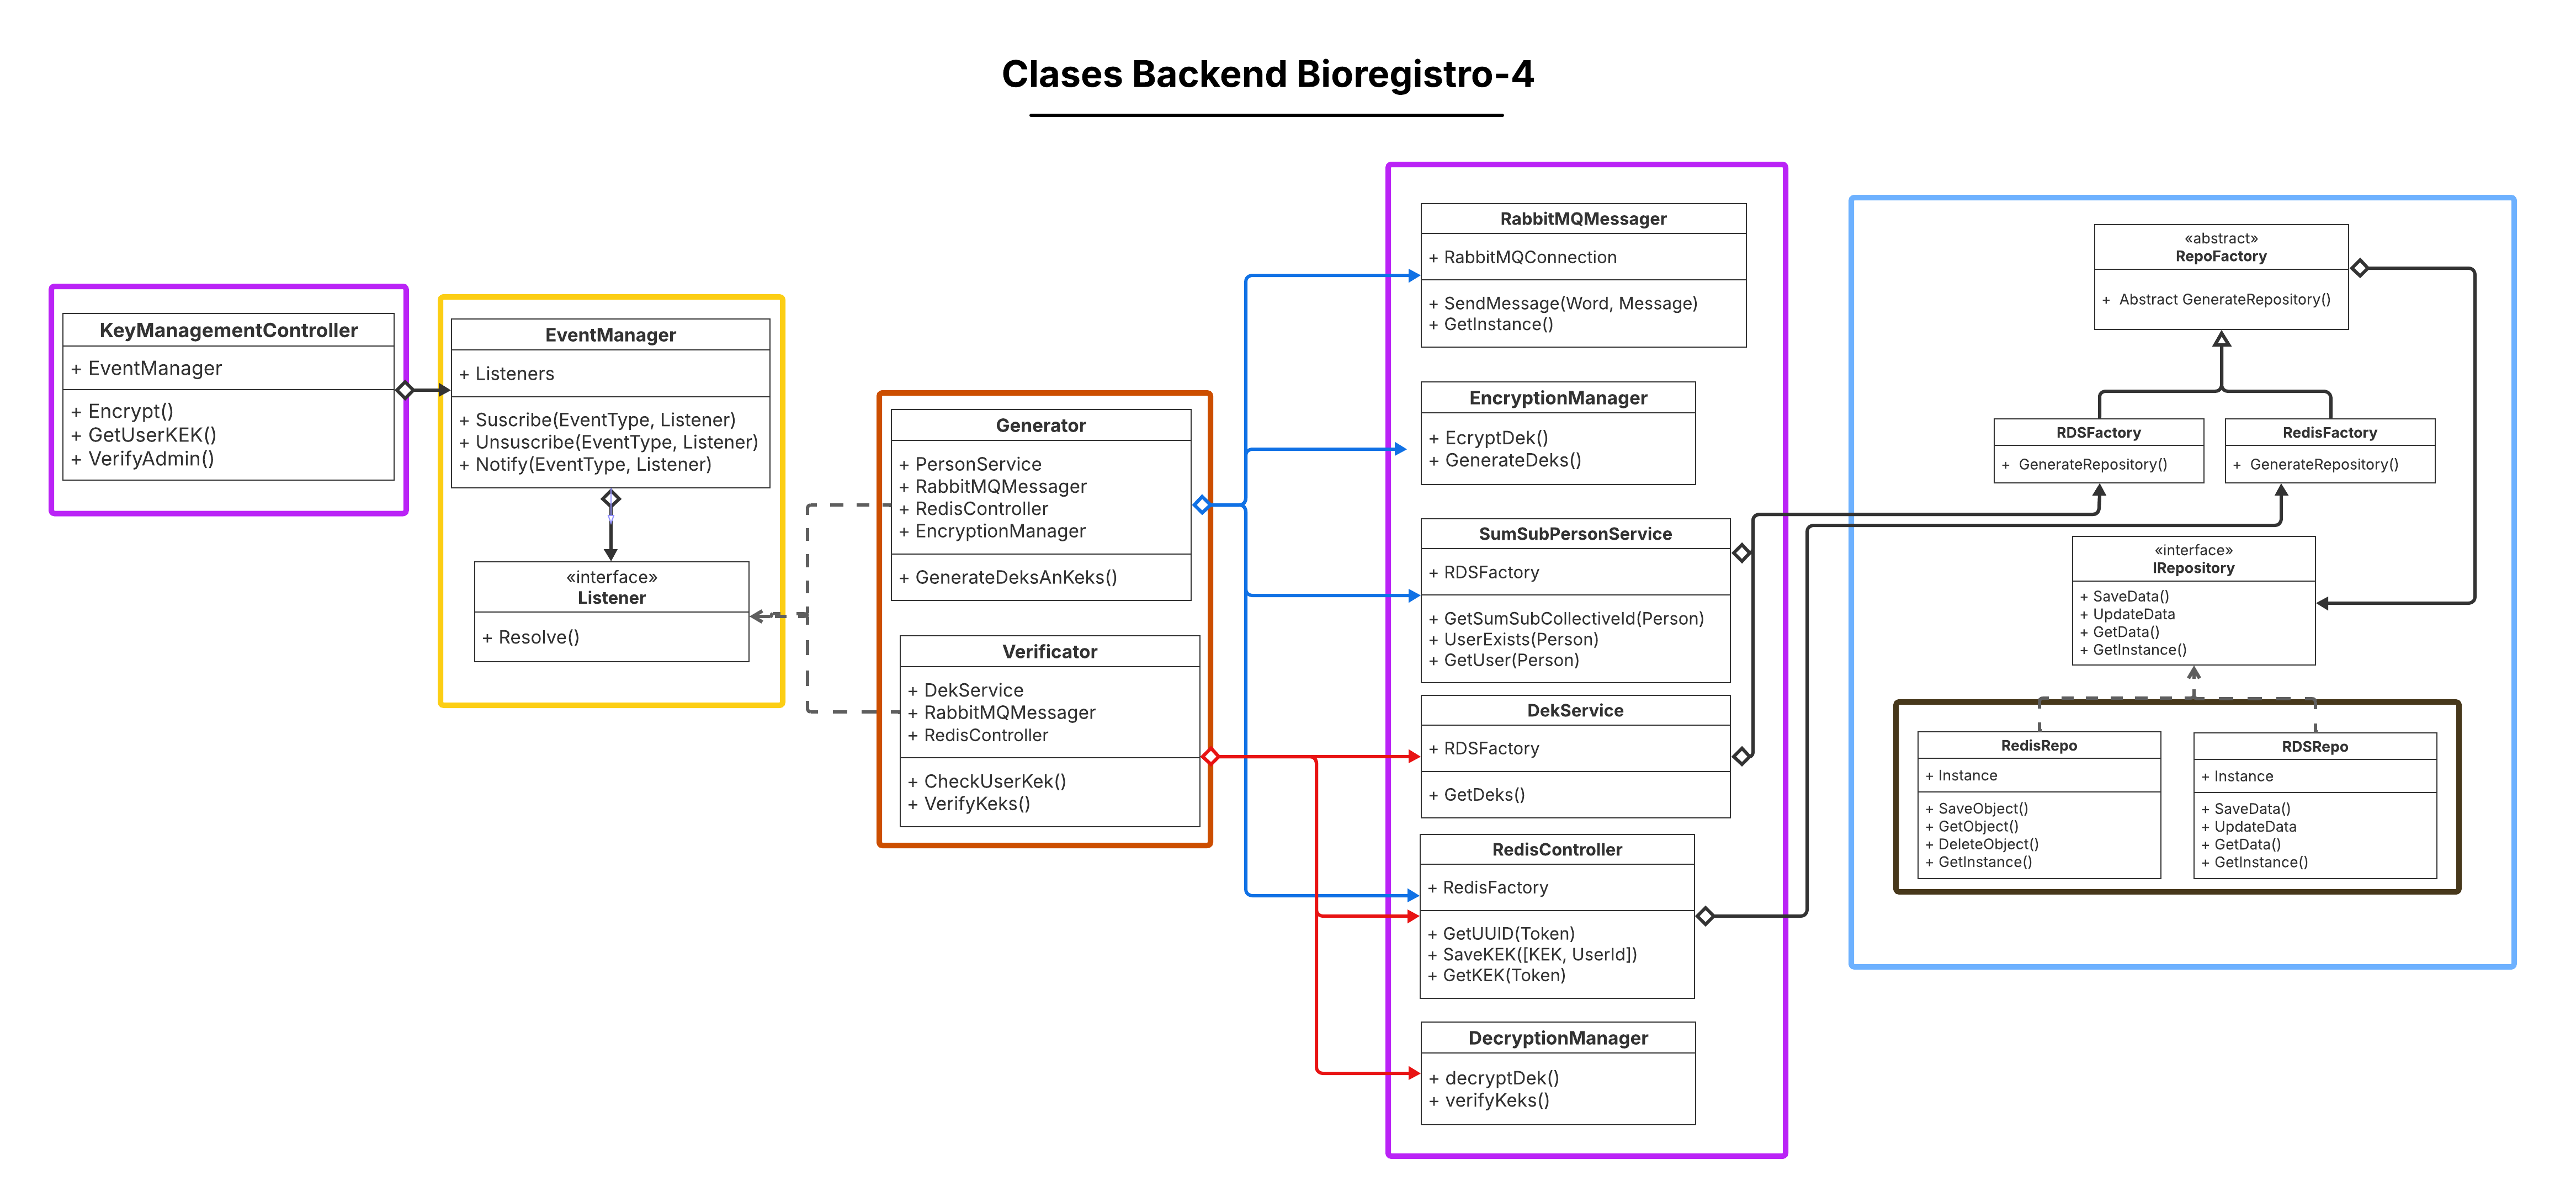 Clases Backend Bioregistro-4
KeyManagementController
+ EventManager
+ Encrypt()
+ GetUserKEK()
+ VerifyAdmin()
EventManager
+ Listeners
+ Suscribe(EventType, Listener)
+ Unsuscribe(EventType, Listener)
+ Notify(EventType, Listener)
«interface»
Listener
+ Resolve()
Generator
+ PersonService
+ RabbitMQMessager
+ RedisController
+ EncryptionManager
+ GenerateDeksAnKeks()
Verificator
+ DekService
+ RabbitMQMessager
+ RedisController
+ CheckUserKek()
+ VerifyKeks()
RabbitMQMessager
+ RabbitMQConnection
+ SendMessage(Word, Message)
+ GetInstance()
EncryptionManager
+ EcryptDek()
+ GenerateDeks()
SumSubPersonService
+ RDSFactory
+ GetSumSubCollectiveId(Person)
+ UserExists(Person)
+ GetUser(Person)
DekService
+ RDSFactory
+ GetDeks()
RedisController
+ RedisFactory
+ GetUUID(Token)
+ SaveKEK([KEK, UserId])
+ GetKEK(Token)
DecryptionManager
+ decryptDek()
+ verifyKeks()
«abstract»
RepoFactory
+ Abstract GenerateRepository()
RDSFactory
+ GenerateRepository()
RedisFactory
+ GenerateRepository()
«interface»
IRepository
+ SaveData()
+ UpdateData
+ GetData()
+ GetInstance()
RedisRepo
+ Instance
+ SaveObject()
+ GetObject()
+ DeleteObject()
+ GetInstance()
RDSRepo
+ Instance
+ SaveData()
+ UpdateData
+ GetData()
+ GetInstance()